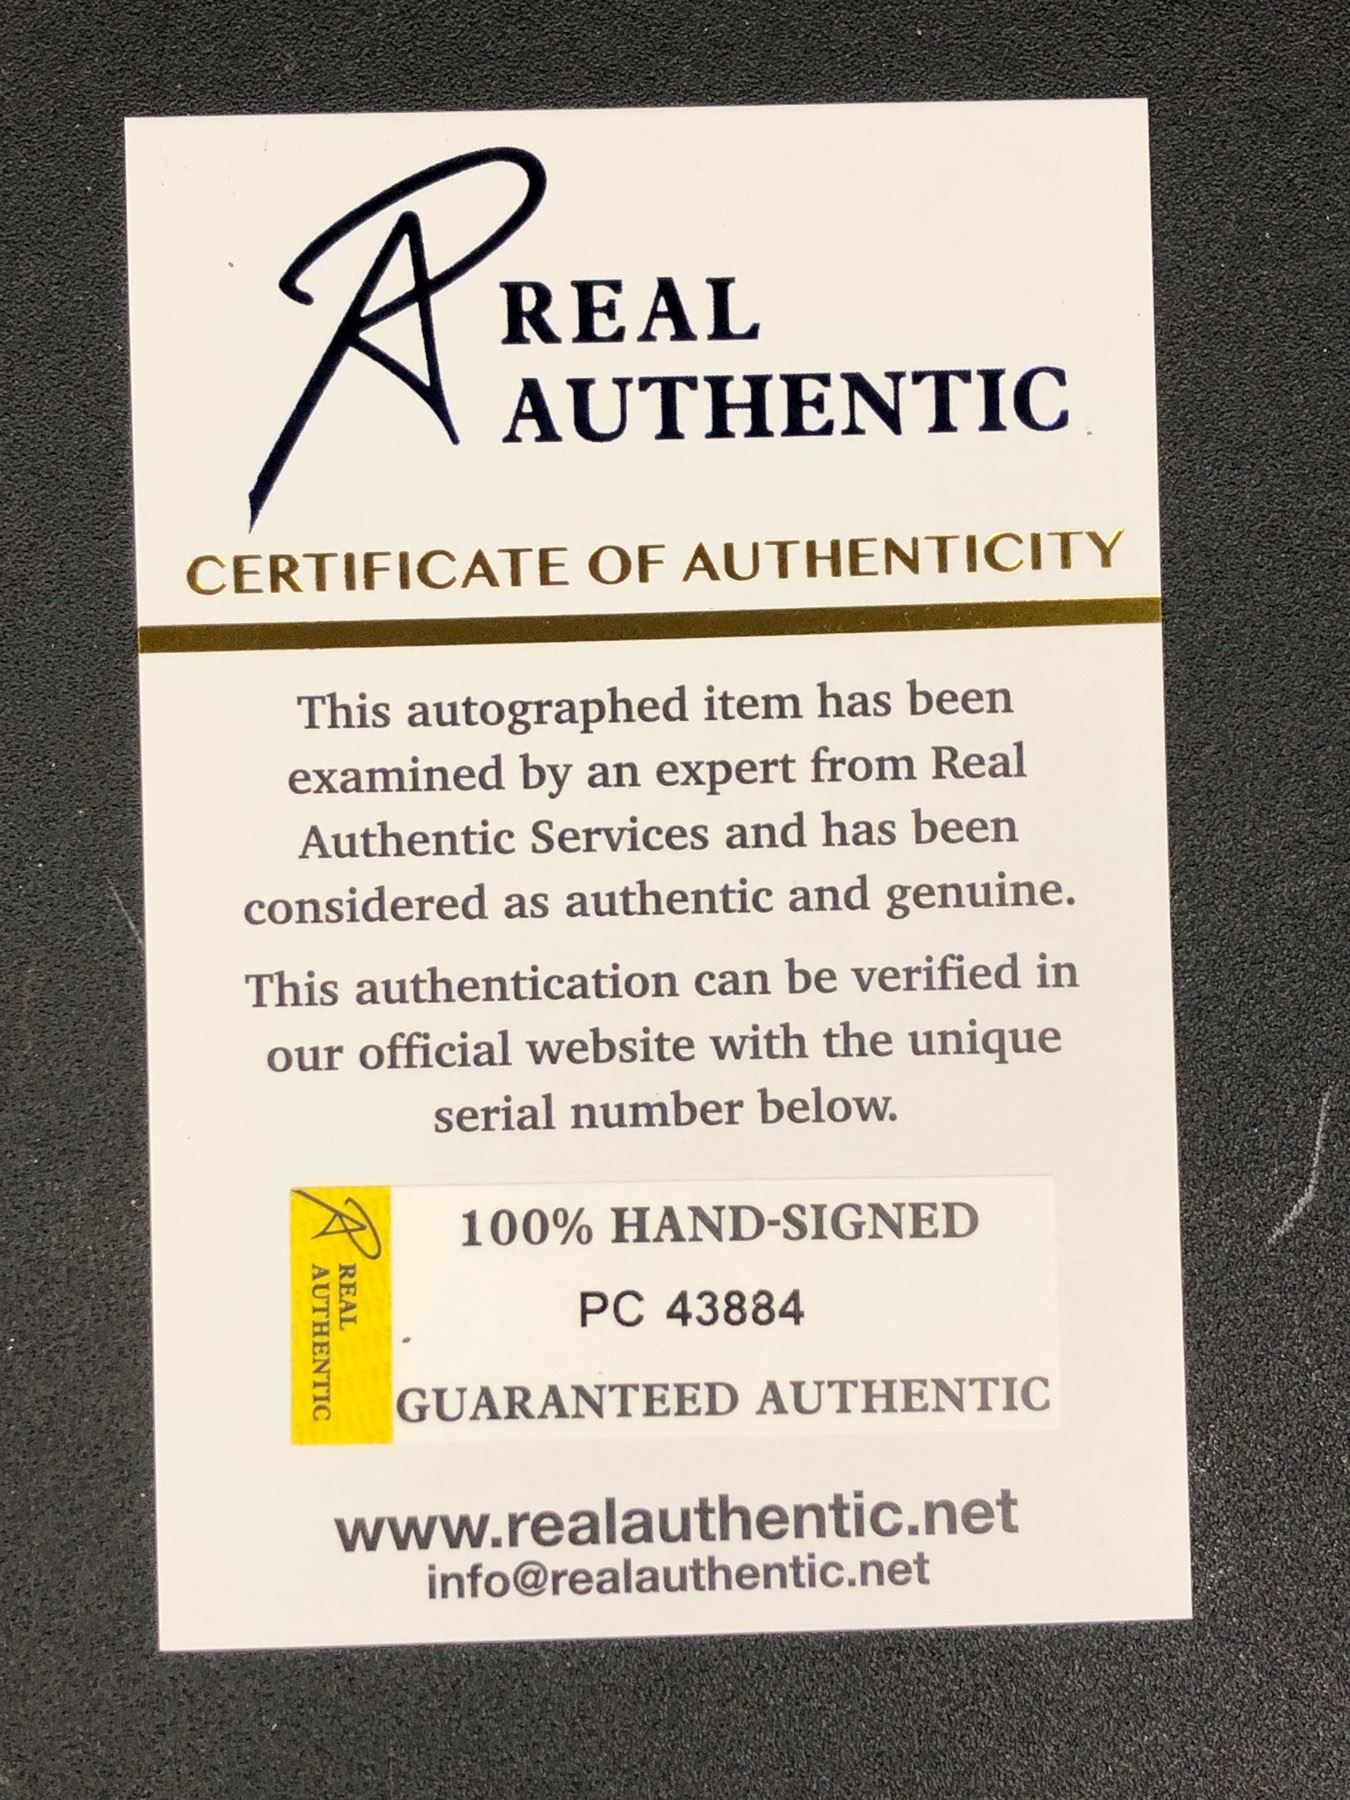 REAL
AUTHENTIC
CERTIFICATE OF AUTHENTICITY
This autographed item has been
examined by an expert from Real
Authentic Services and has been
considered as authentic and genuine.
This authentication can be verified in
our official website with the unique
serial number below.
REAL
AUTHENTIC
100% HAND-SIGNED
PC 43884
GUARANTEED AUTHENTIC
www.realauthentic.net
info@realauthentic.net